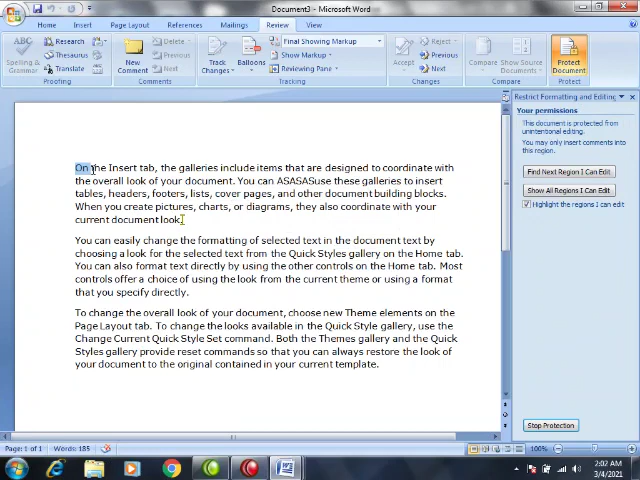 Document3 - Microsoft Word
Home Insert Page Layout References Mailings Review View
Spelling & Grammar
Research
Thesaurus
Translate
Proofing
New Comment
Delete
Previous
Next
Comments
Track Changes
Balloons
Final Showing Markup
Show Markup
Reviewing Pane
Tracking
Accept
Reject
Previous
Next
Changes
Compare
Show Source Documents
Compare
Protect Document
Protect
On the Insert tab, the galleries include items that are designed to coordinate with
the overall look of your document. You can ASASASuse these galleries to insert
tables, headers, footers, lists, cover pages, and other document building blocks.
When you create pictures, charts, or diagrams, they also coordinate with your
current document look.
You can easily change the formatting of selected text in the document text by
choosing a look for the selected text from the Quick Styles gallery on the Home tab.
You can also format text directly by using the other controls on the Home tab. Most
controls offer a choice of using the look from the current theme or using a format
that you specify directly.
To change the overall look of your document, choose new Theme elements on the
Page Layout tab. To change the looks available in the Quick Style gallery, use the
Change Current Quick Style Set command. Both the Themes gallery and the Quick
Styles gallery provide reset commands so that you can always restore the look of
your document to the original contained in your current template.
Restrict Formatting and Editing
Your permissions
This document is protected from
unintentional editing.
You may only insert comments into
this region.
Find Next Region I Can Edit
Show All Regions I Can Edit
Highlight the regions I can edit
Stop Protection
Page: 1 of 1 Words: 185
100%
2:02 AM
3/4/2021